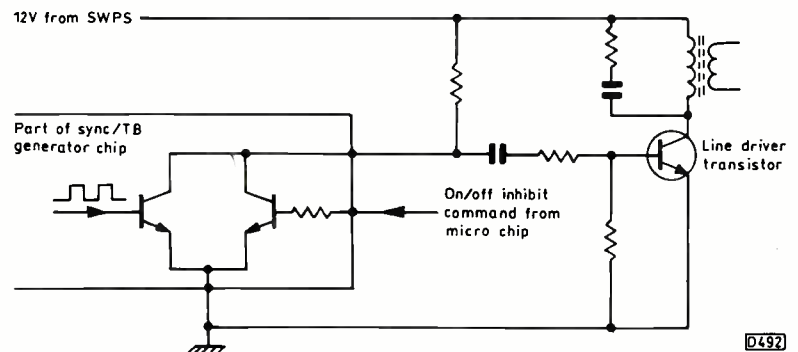 12V from SWPS
Part of sync/TB
generator chip
Line driver
transistor
On/off inhibit
command from
micro chip
D492